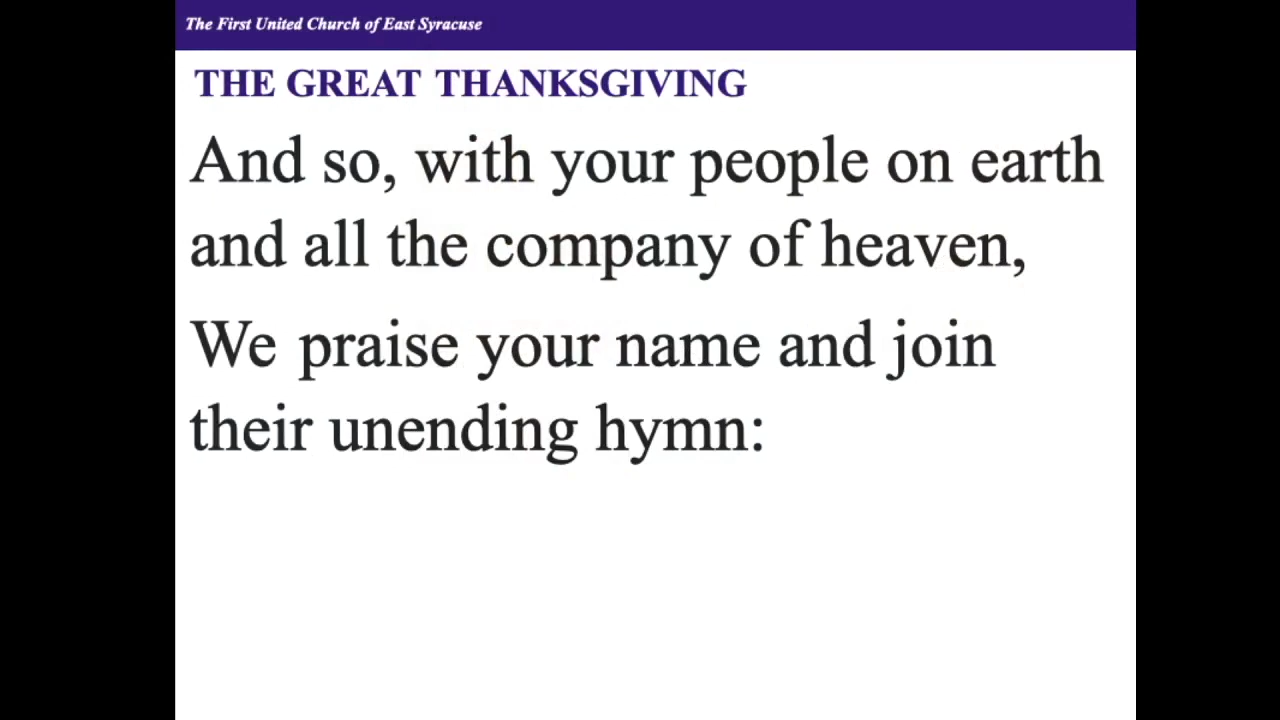 The First United Church of East Syracuse
THE GREAT THANKSGIVING
And so, with your people on earth
and all the company of heaven,
We praise your name and join
their unending hymn: